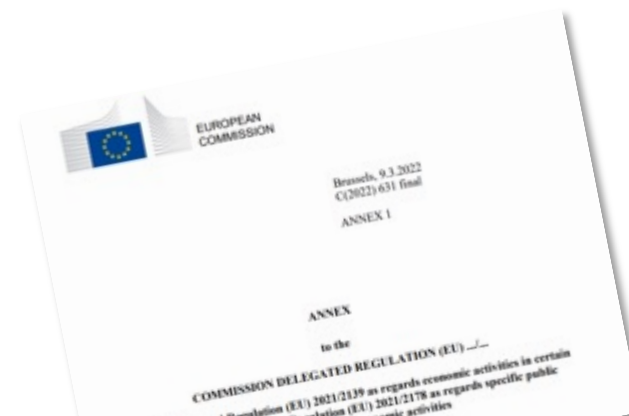 EUROPEAN
COMMISSION
Brussels, 9.3.2022
C(2022) 631 final
ANNEX 1
ANNEX
to the
COMMISSION DELEGATED REGULATION (EU) .../...
Regulation (EU) 2021/2139 as regards economic activities in certain
(EU) 2021/2178 as regards specific public
activities